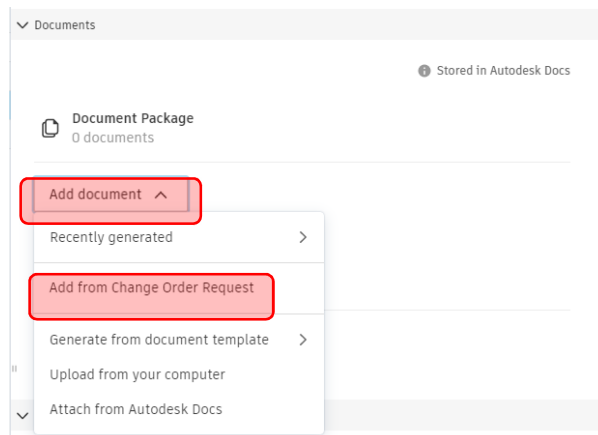 Documents
Stored in Autodesk Docs
Document Package
0 documents
Add document
Recently generated
Add from Change Order Request
Generate from document template
Upload from your computer
Attach from Autodesk Docs